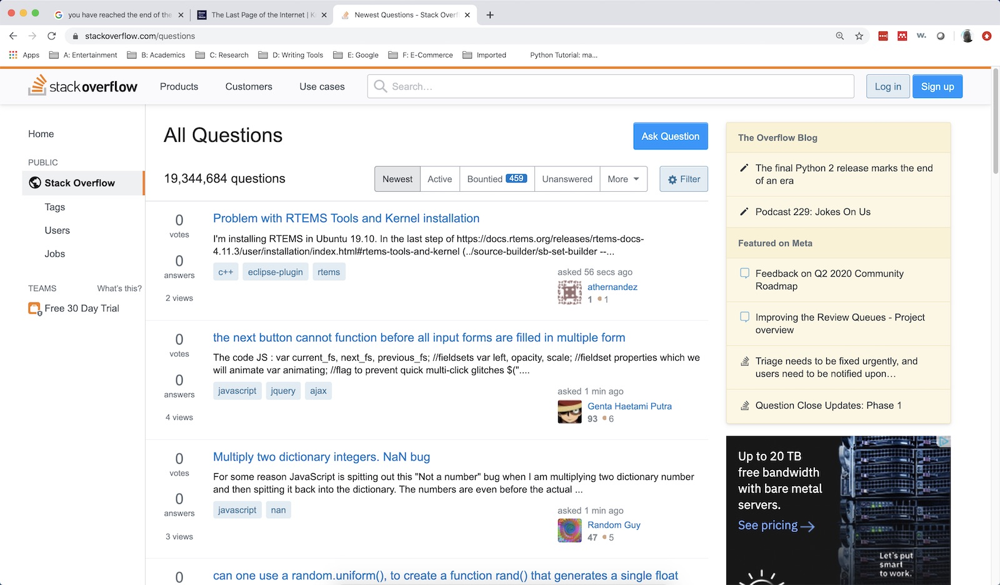 you have reached the end of the
The Last Page of the Internet | K
Newest Questions - Stack Overf
stackoverflow.com/questions
Apps
A: Entertainment
B: Academics
C: Research
D: Writing Tools
E: Google
F: E-Commerce
Imported
Python Tutorial: ma...
stackoverflow
Products
Customers
Use cases
Search...
Log in
Sign up
Home
PUBLIC
Stack Overflow
Tags
Users
Jobs
TEAMS
What's this?
Free 30 Day Trial
All Questions
Ask Question
19,344,684 questions
Newest
Active
Bountied 459
Unanswered
More
Filter
0
votes
0
answers
2 views
Problem with RTEMS Tools and Kernel installation
I'm installing RTEMS in Ubuntu 19.10. In the last step of https://docs.rtems.org/releases/rtems-docs-
4.11.3/user/installation/index.html#rtems-tools-and-kernel (../source-builder/sb-set-builder --...
c++
eclipse-plugin
rtems
asked 56 secs ago
athernandez
1 1
0
votes
0
answers
4 views
the next button cannot function before all input forms are filled in multiple form
The code JS : var current_fs, next_fs, previous_fs; //fieldsets var left, opacity, scale; //fieldset properties which we
will animate var animating; //flag to prevent quick multi-click glitches $("....
javascript
jquery
ajax
asked 1 min ago
Genta Haetami Putra
93 6
0
votes
0
answers
3 views
Multiply two dictionary integers. NaN bug
For some reason JavaScript is spitting out this "Not a number" bug when I am multiplying two dictionary number
and then spitting it back into the dictionary. The numbers are even before the actual ...
javascript
nan
asked 1 min ago
Random Guy
47 5
0
can one use a random.uniform(), to create a function rand() that generates a single float
The Overflow Blog
The final Python 2 release marks the end
of an era
Podcast 229: Jokes On Us
Featured on Meta
Feedback on Q2 2020 Community
Roadmap
Improving the Review Queues - Project
overview
Triage needs to be fixed urgently, and
users need to be notified upon...
Question Close Updates: Phase 1
Up to 20 TB
free bandwidth
with bare metal
servers.
See pricing
Let's put
smart
to work.